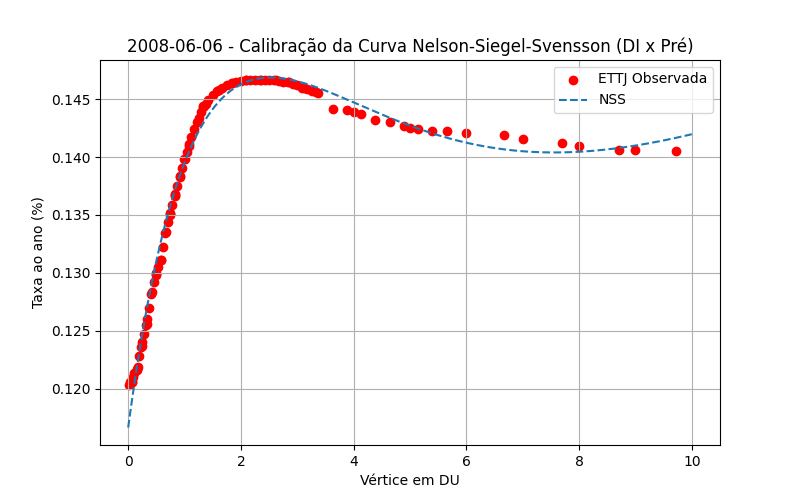 2008-06-06 - Calibração da Curva Nelson-Siegel-Svensson (DI x Pré)
ETTJ Observada
NSS
Taxa ao ano (%)
0.145
0.140
0.135
0.130
0.125
0.120
0 2 4 6 8 10
Vértice em DU